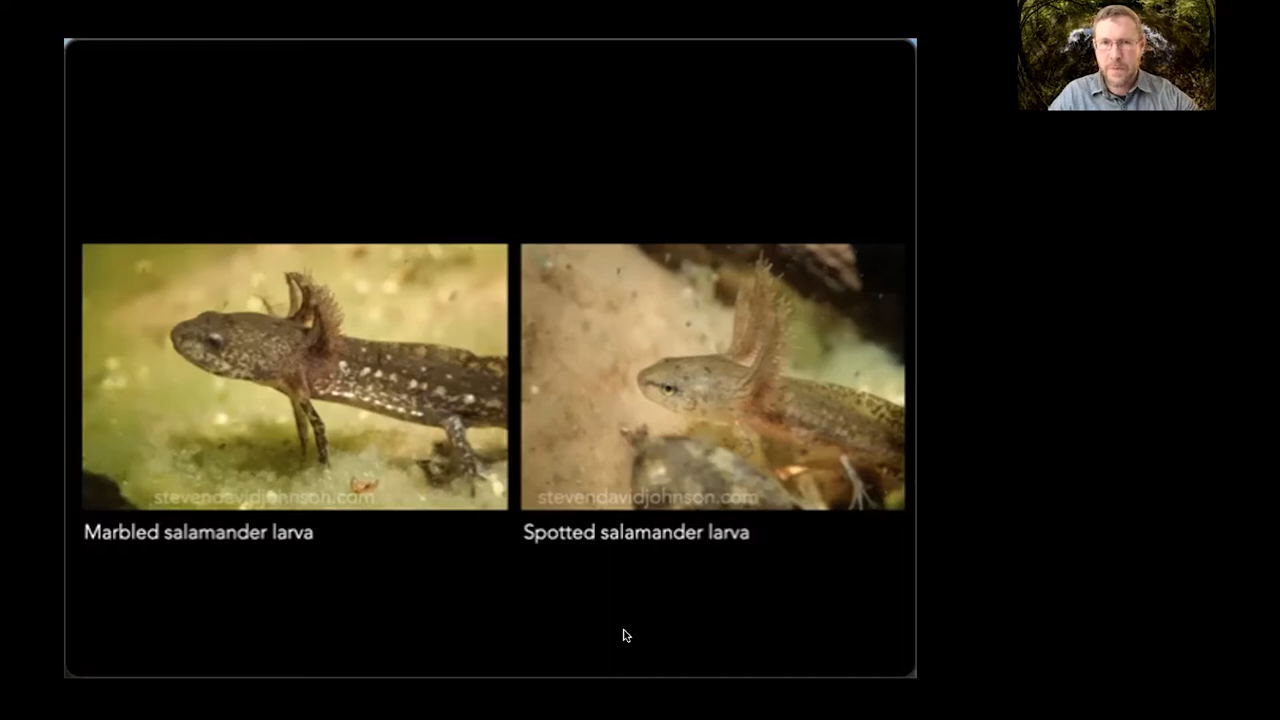 stevendavidjohnson.com
stevendavidjohnson.com
Marbled salamander larva
Spotted salamander larva